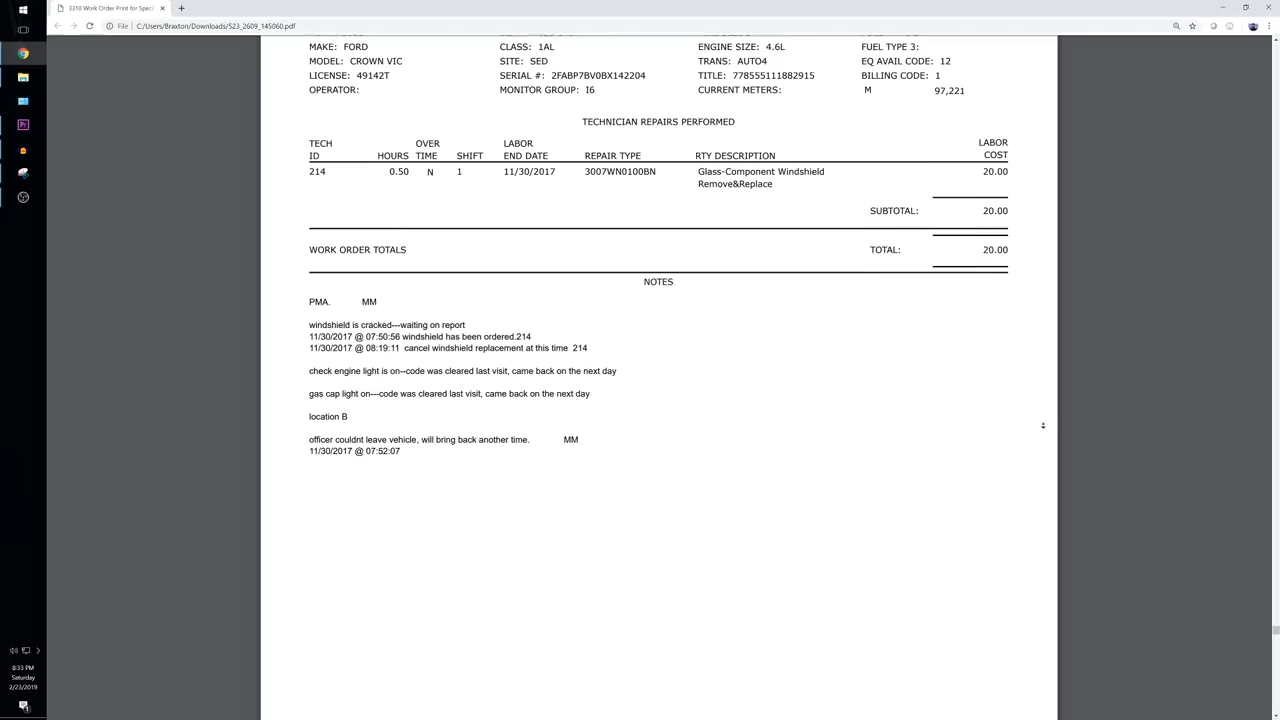 3310 Work Order Print for Specif
File C:/Users/Braxton/Downloads/523_2609_145060.pdf
MAKE: FORD CLASS: 1AL ENGINE SIZE: 4.6L FUEL TYPE 3:
MODEL: CROWN VIC SITE: SED TRANS: AUTO4 EQ AVAIL CODE: 12
LICENSE: 49142T SERIAL #: 2FABP7BV0BX142204 TITLE: 778555111882915 BILLING CODE: 1
OPERATOR: MONITOR GROUP: I6 CURRENT METERS: M 97,221
TECHNICIAN REPAIRS PERFORMED
TECH OVER LABOR LABOR
ID HOURS TIME SHIFT END DATE REPAIR TYPE RTY DESCRIPTION COST
214 0.50 N 1 11/30/2017 3007WN0100BN Glass-Component Windshield 20.00
Remove&Replace
SUBTOTAL: 20.00
WORK ORDER TOTALS TOTAL: 20.00
NOTES
PMA. MM
windshield is cracked---waiting on report
11/30/2017 @ 07:50:56 windshield has been ordered.214
11/30/2017 @ 08:19:11 cancel windshield replacement at this time 214
check engine light is on--code was cleared last visit, came back on the next day
gas cap light on---code was cleared last visit, came back on the next day
location B
officer couldnt leave vehicle, will bring back another time. MM
11/30/2017 @ 07:52:07
8:33 PM
Saturday
2/23/2019